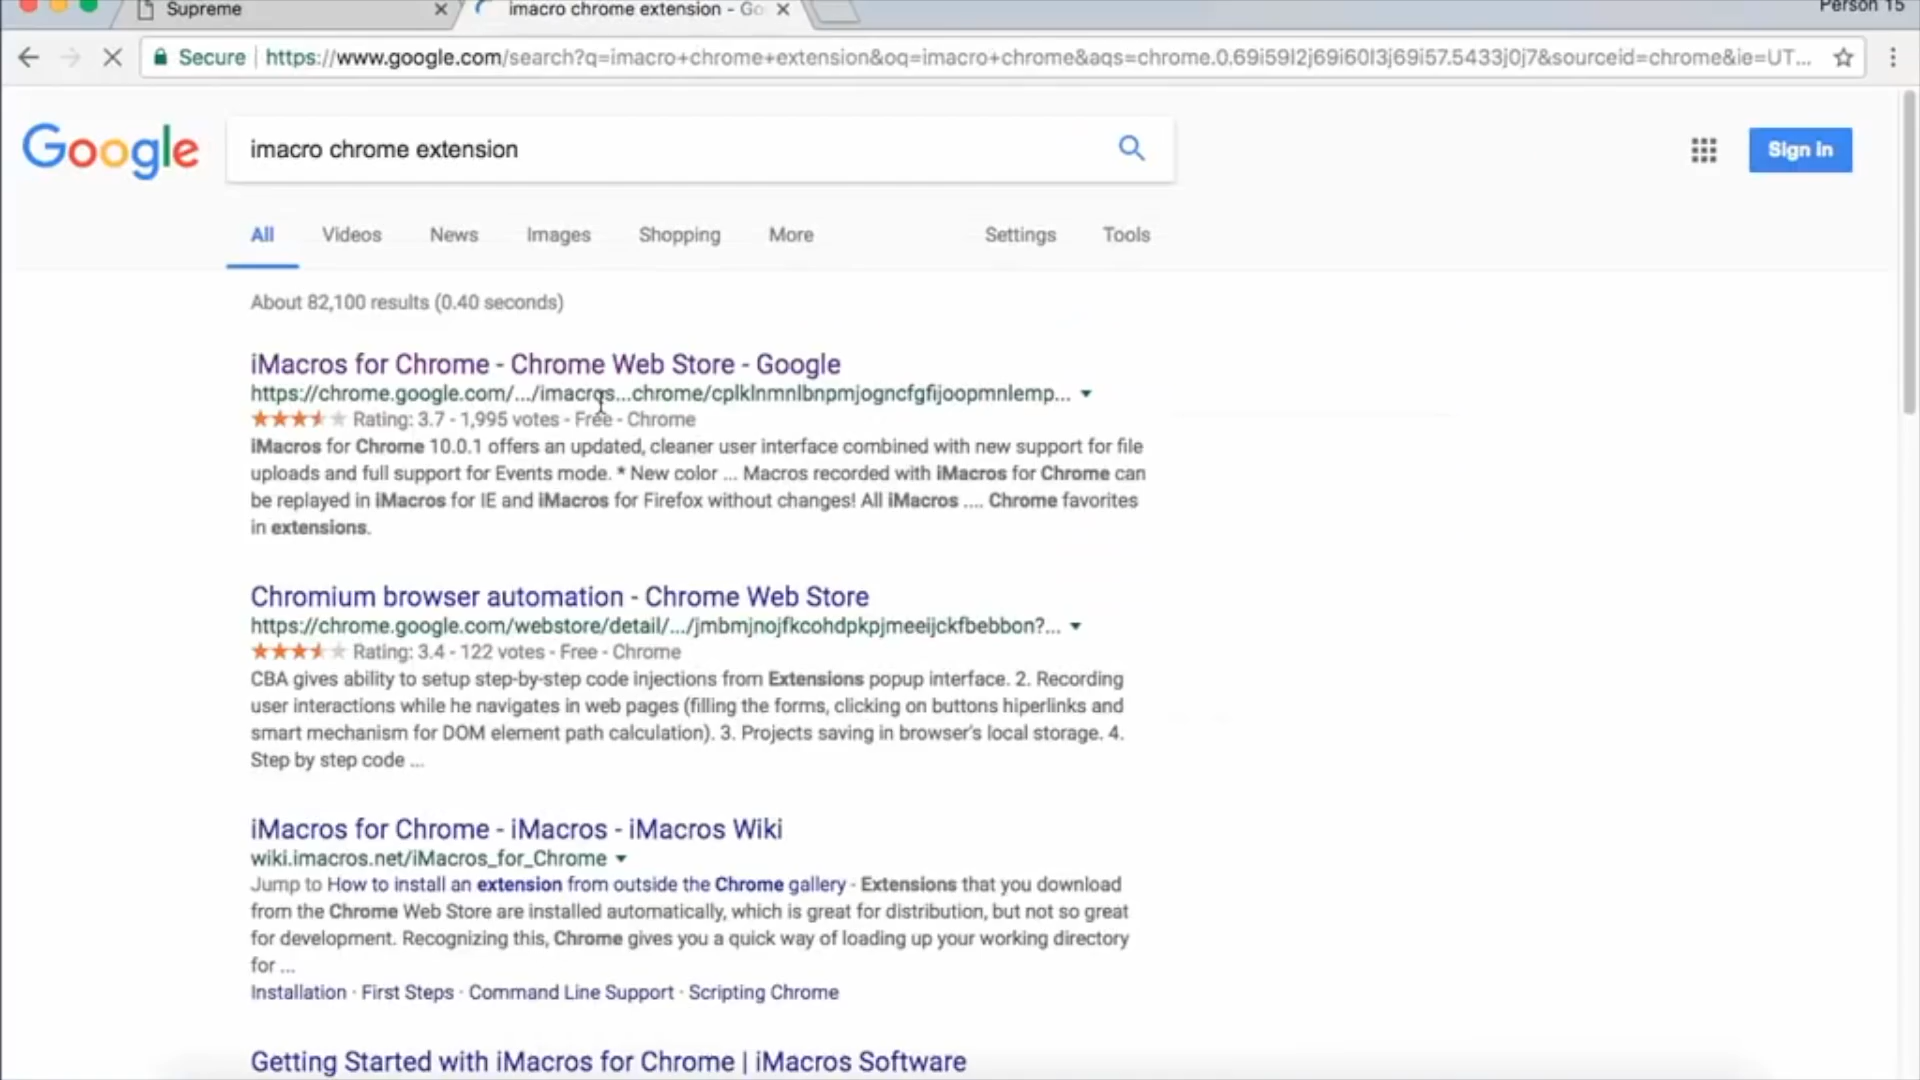 Supreme
imacro chrome extension - Go
Person 15
Secure https://www.google.com/search?q=imacro+chrome+extension&oq=imacro+chrome&aqs=chrome.0.69i59l2j69i60l3j69i57.5433j0j7&sourceid=chrome&ie=UT...
Google
imacro chrome extension
Sign in
All Videos News Images Shopping More Settings Tools
About 82,100 results (0.40 seconds)
iMacros for Chrome - Chrome Web Store - Google
https://chrome.google.com/.../imacros...chrome/cplklnmnlbnpmjogncfgfijoopmnlemp...
Rating: 3.7 - 1,995 votes - Free - Chrome
iMacros for Chrome 10.0.1 offers an updated, cleaner user interface combined with new support for file
uploads and full support for Events mode. * New color ... Macros recorded with iMacros for Chrome can
be replayed in iMacros for IE and iMacros for Firefox without changes! All iMacros .... Chrome favorites
in extensions.
Chromium browser automation - Chrome Web Store
https://chrome.google.com/webstore/detail/.../jmbmjnojfkcohdpkpjmeeijckfbebbon?...
Rating: 3.4 - 122 votes - Free - Chrome
CBA gives ability to setup step-by-step code injections from Extensions popup interface. 2. Recording
user interactions while he navigates in web pages (filling the forms, clicking on buttons hiperlinks and
smart mechanism for DOM element path calculation). 3. Projects saving in browser's local storage. 4.
Step by step code ...
iMacros for Chrome - iMacros - iMacros Wiki
wiki.imacros.net/iMacros_for_Chrome
Jump to How to install an extension from outside the Chrome gallery - Extensions that you download
from the Chrome Web Store are installed automatically, which is great for distribution, but not so great
for development. Recognizing this, Chrome gives you a quick way of loading up your working directory
for ...
Installation · First Steps · Command Line Support · Scripting Chrome
Getting Started with iMacros for Chrome | iMacros Software